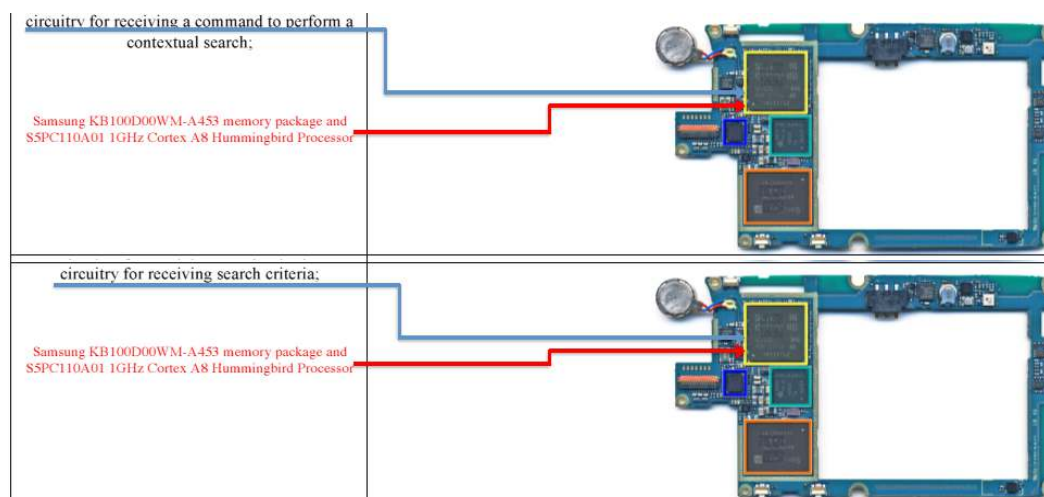 circuitry for receiving a command to perform a
contextual search;
Samsung KB100D00WM-A453 memory package and
S5PC110A01 1GHz Cortex A8 Hummingbird Processor
circuitry for receiving search criteria;
Samsung KB100D00WM-A453 memory package and
S5PC110A01 1GHz Cortex A8 Hummingbird Processor